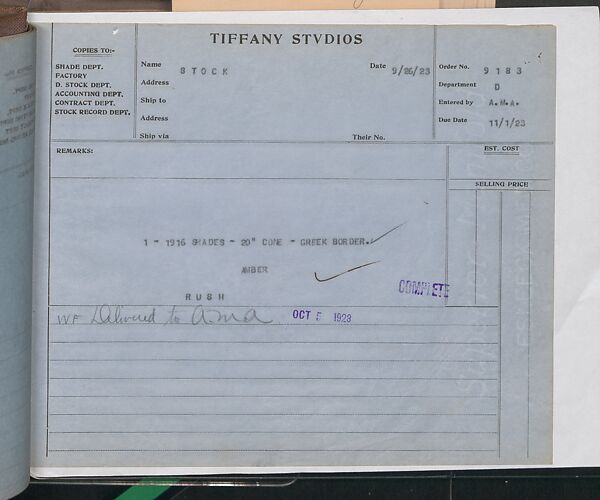 TIFFANY STVDIOS
COPIES TO:-
SHADE DEPT.
FACTORY
D. STOCK DEPT.
ACCOUNTING DEPT.
CONTRACT DEPT.
STOCK RECORD DEPT.
Name STOCK Date 9/26/23
Address
Ship to
Address
Ship via Their No.
Order No. 9183
Department D
Entered by A.M.A.
Due Date 11/1/23
REMARKS:
EST. COST
SELLING PRICE
1 - 1916 SHADES - 20" CONE - GREEK BORDER.
AMBER
RUSH
COMPLETE
WF Delivered to A.M.A OCT 5 1923